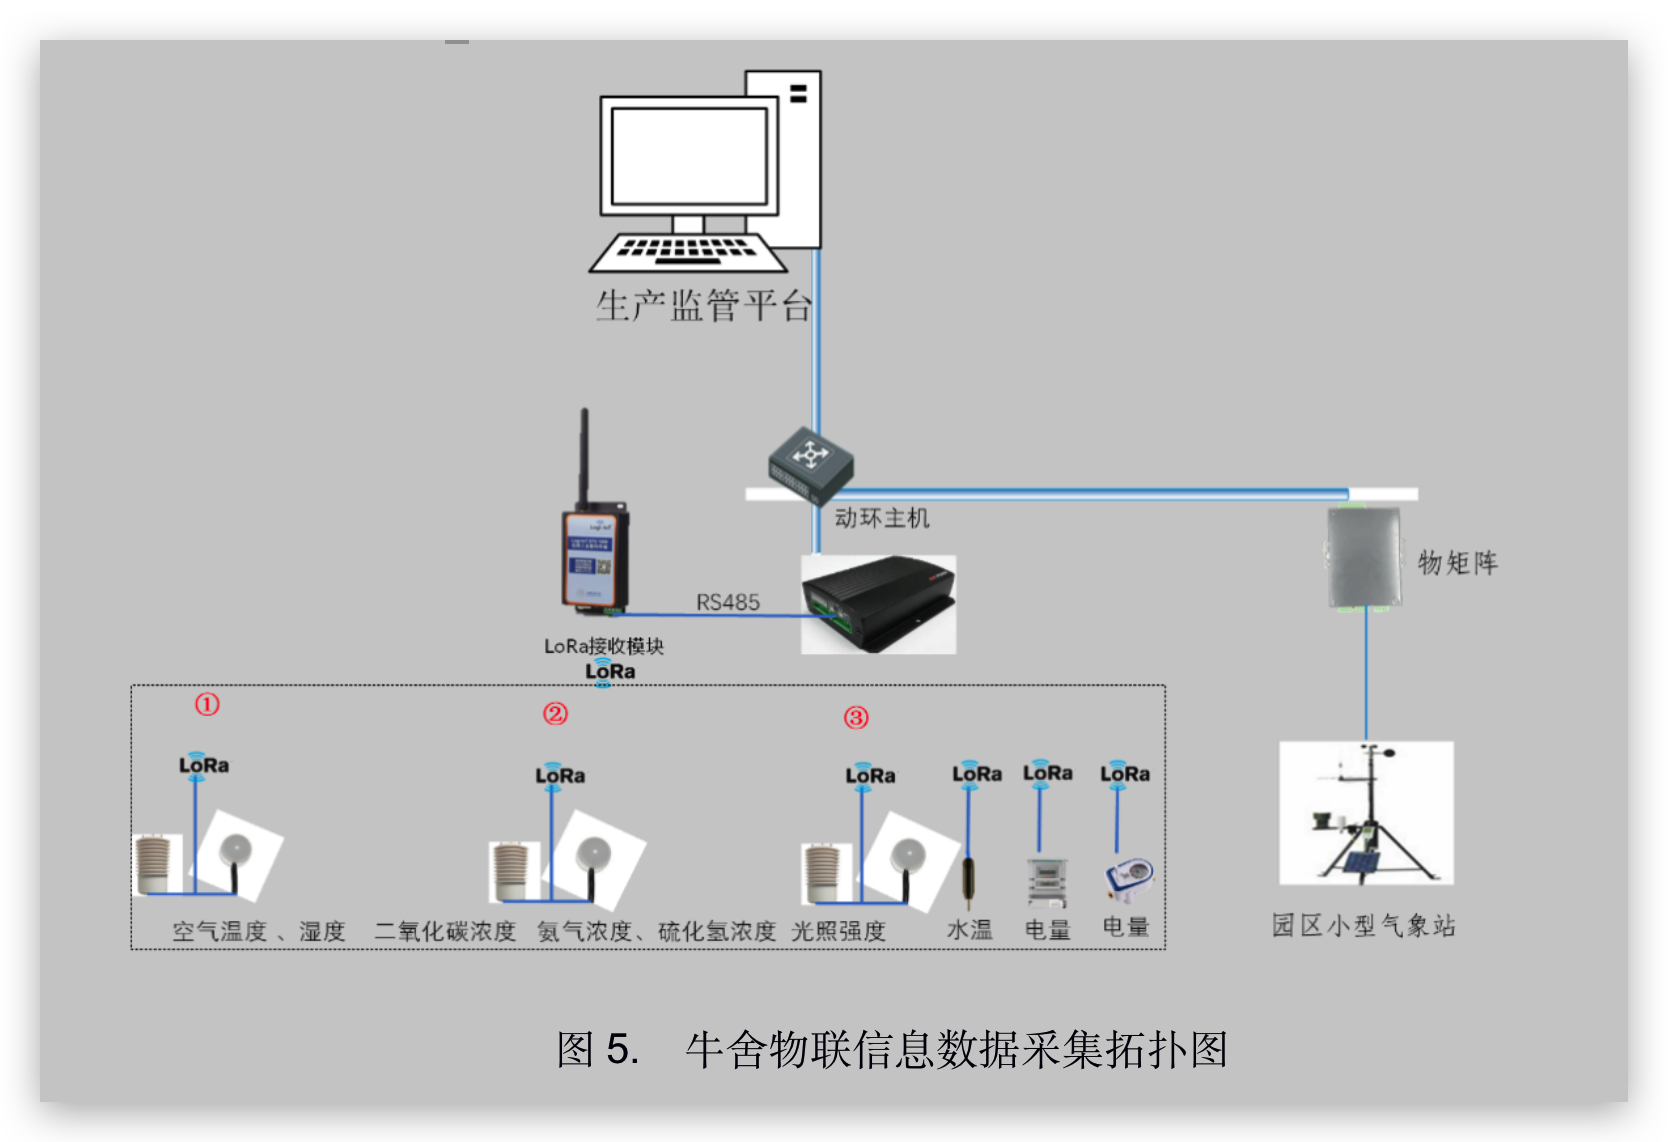 生产监管平台
动环主机
物矩阵
RS485
LoRa接收模块
LoRa
①
②
③
LoRa
LoRa
LoRa
LoRa
LoRa
LoRa
空气温度 、湿度
二氧化碳浓度
氨气浓度、硫化氢浓度
光照强度
水温
电量
电量
园区小型气象站
图 5. 牛舍物联信息数据采集拓扑图